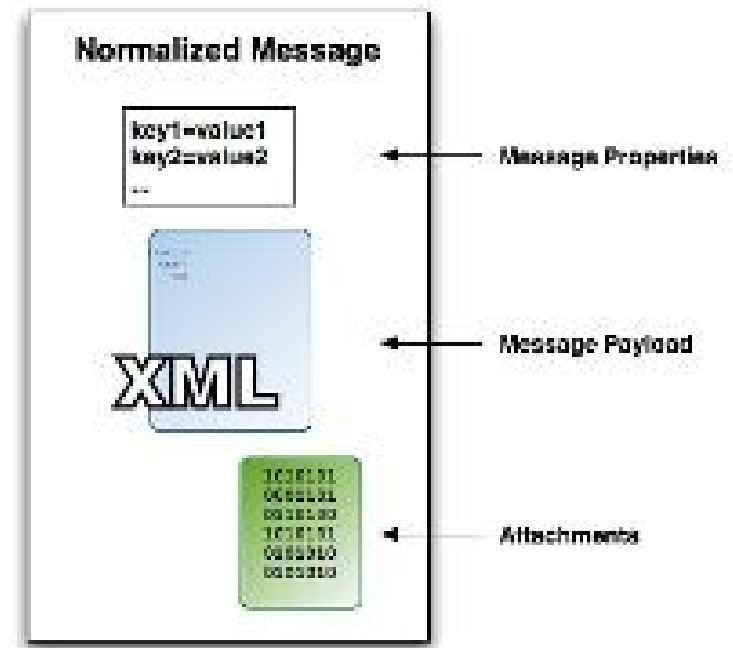 Normalized Message
key1=value1
key2=value2
...
Message Properties
XML
Message Payload
Attachments